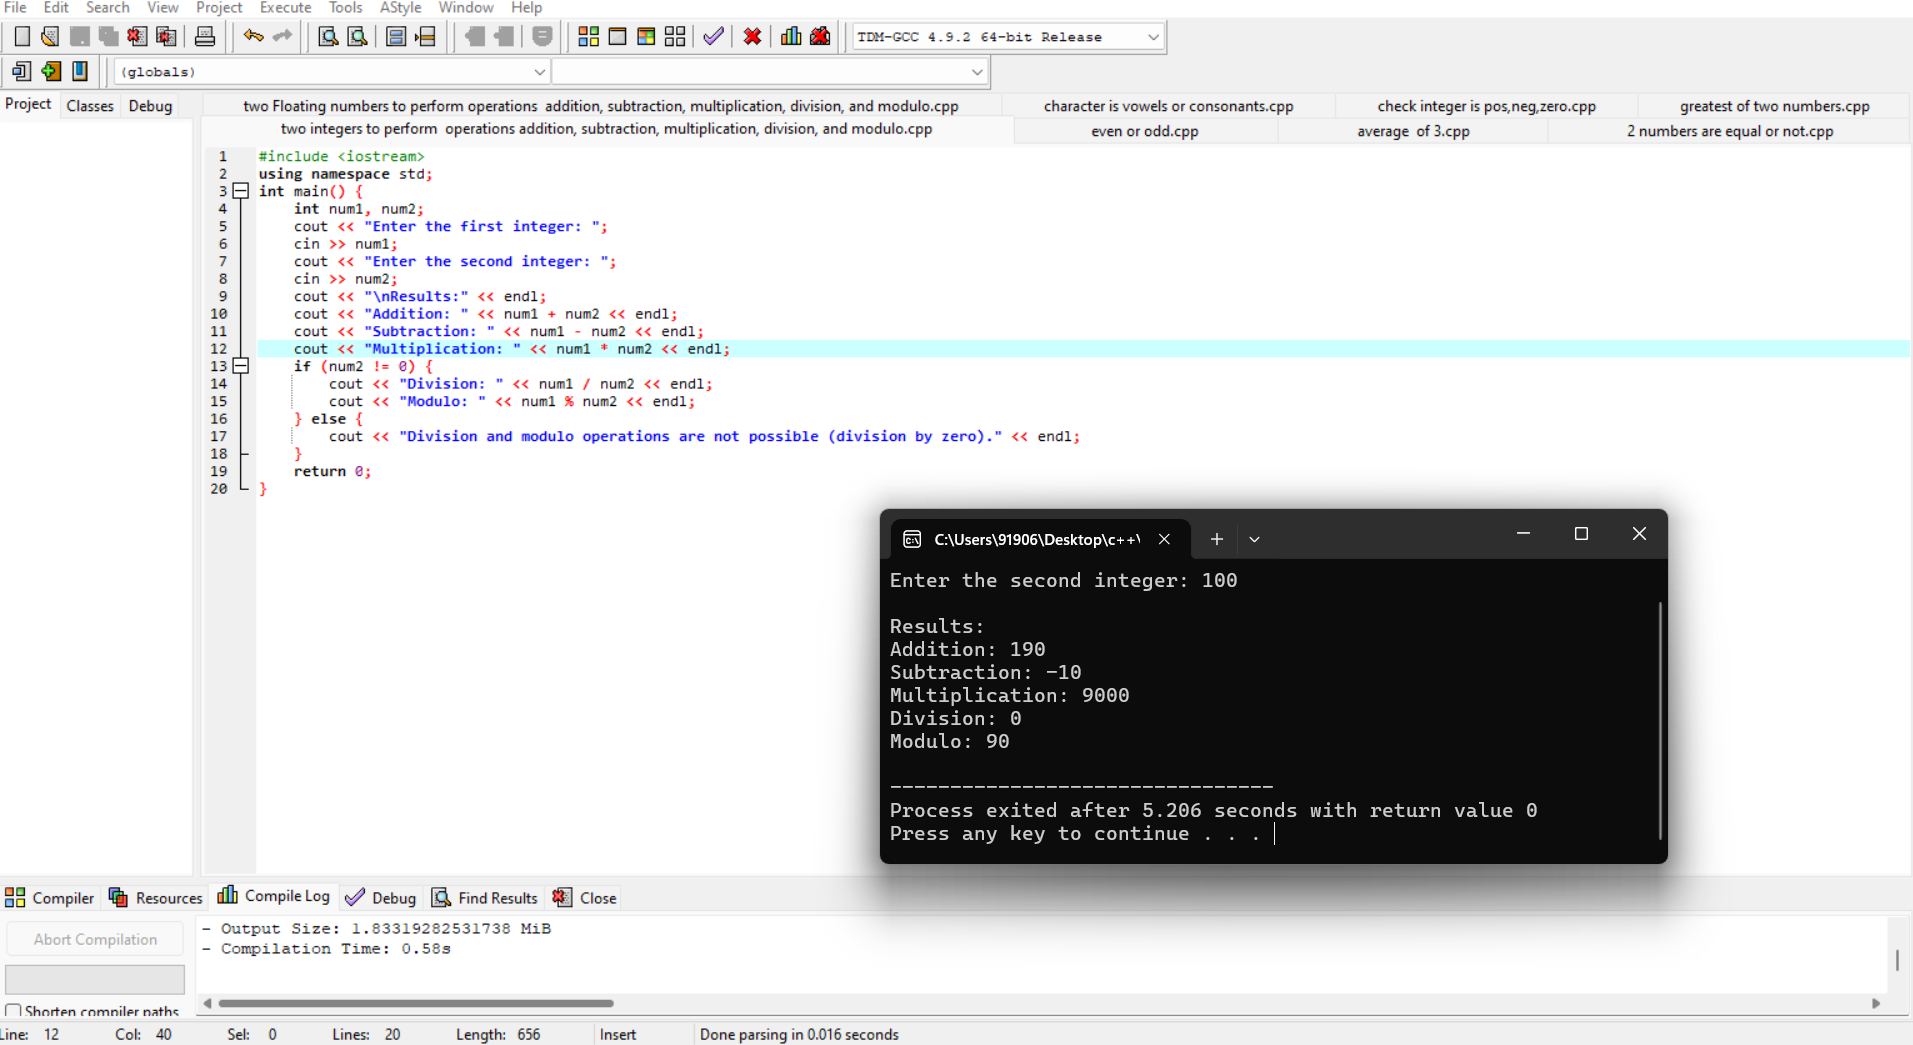 File Edit Search View Project Execute Tools AStyle Window Help
TDM-GCC 4.9.2 64-bit Release
(globals)
Project Classes Debug
two Floating numbers to perform operations  addition, subtraction, multiplication, division, and modulo.cpp character is vowels or consonants.cpp check integer is pos,neg,zero.cpp greatest of two numbers.cpp
two integers to perform  operations addition, subtraction, multiplication, division, and modulo.cpp even or odd.cpp average  of 3.cpp 2 numbers are equal or not.cpp
1 #include <iostream>
2 using namespace std;
3 int main() {
4 int num1, num2;
5 cout << "Enter the first integer: ";
6 cin >> num1;
7 cout << "Enter the second integer: ";
8 cin >> num2;
9 cout << "\nResults:" << endl;
10 cout << "Addition: " << num1 + num2 << endl;
11 cout << "Subtraction: " << num1 - num2 << endl;
12 cout << "Multiplication: " << num1 * num2 << endl;
13 if (num2 != 0) {
14 cout << "Division: " << num1 / num2 << endl;
15 cout << "Modulo: " << num1 % num2 << endl;
16 } else {
17 cout << "Division and modulo operations are not possible (division by zero)." << endl;
18 }
19 return 0;
20 }
C:\Users\91906\Desktop\c++\
Enter the second integer: 100
Results:
Addition: 190
Subtraction: -10
Multiplication: 9000
Division: 0
Modulo: 90
--------------------------------
Process exited after 5.206 seconds with return value 0
Press any key to continue . . .
Compiler Resources Compile Log Debug Find Results Close
Abort Compilation
- Output Size: 1.83319282531738 MiB
- Compilation Time: 0.58s
Shorten compiler paths
Line: 12 Col: 40 Sel: 0 Lines: 20 Length: 656 Insert Done parsing in 0.016 seconds